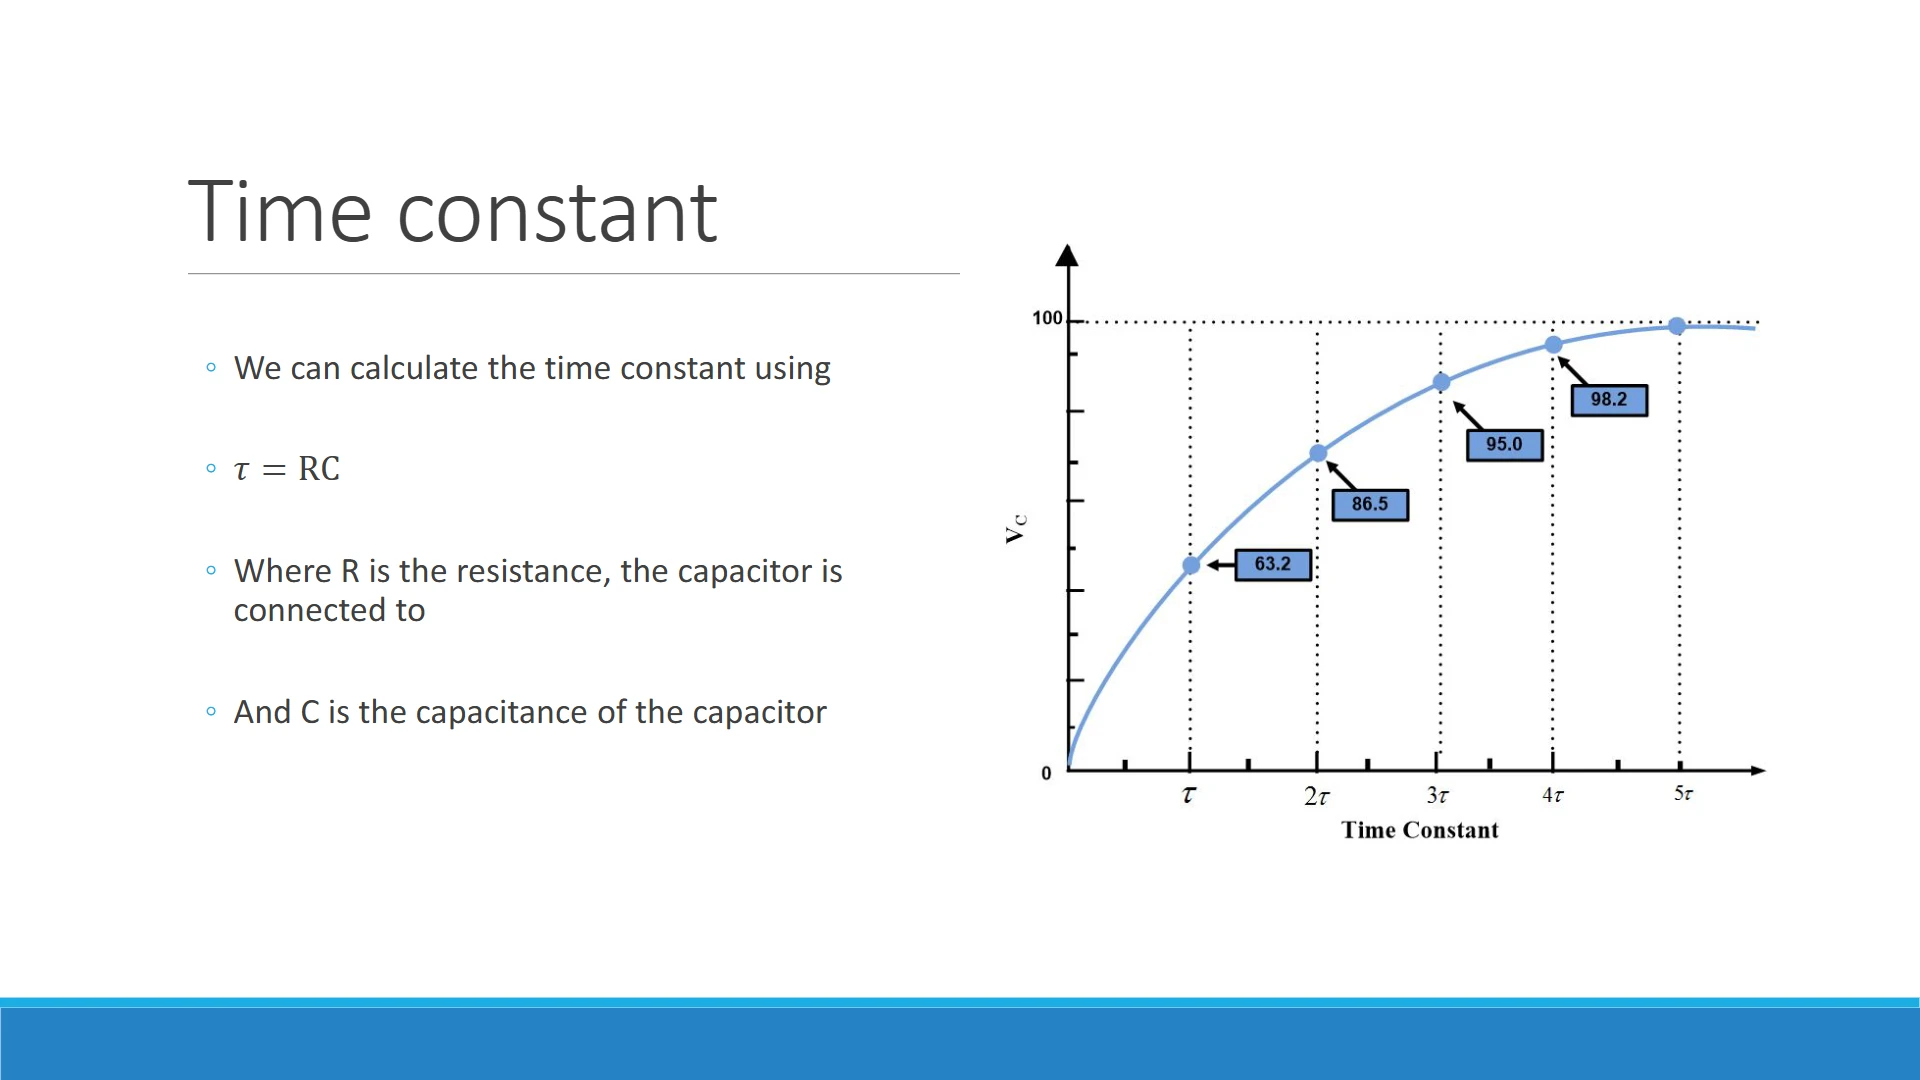 Time constant
We can calculate the time constant using
τ = RC
Where R is the resistance, the capacitor is
connected to
And C is the capacitance of the capacitor
100
98.2
95.0
86.5
V_C
63.2
0
τ 2τ 3τ 4τ 5τ
Time Constant